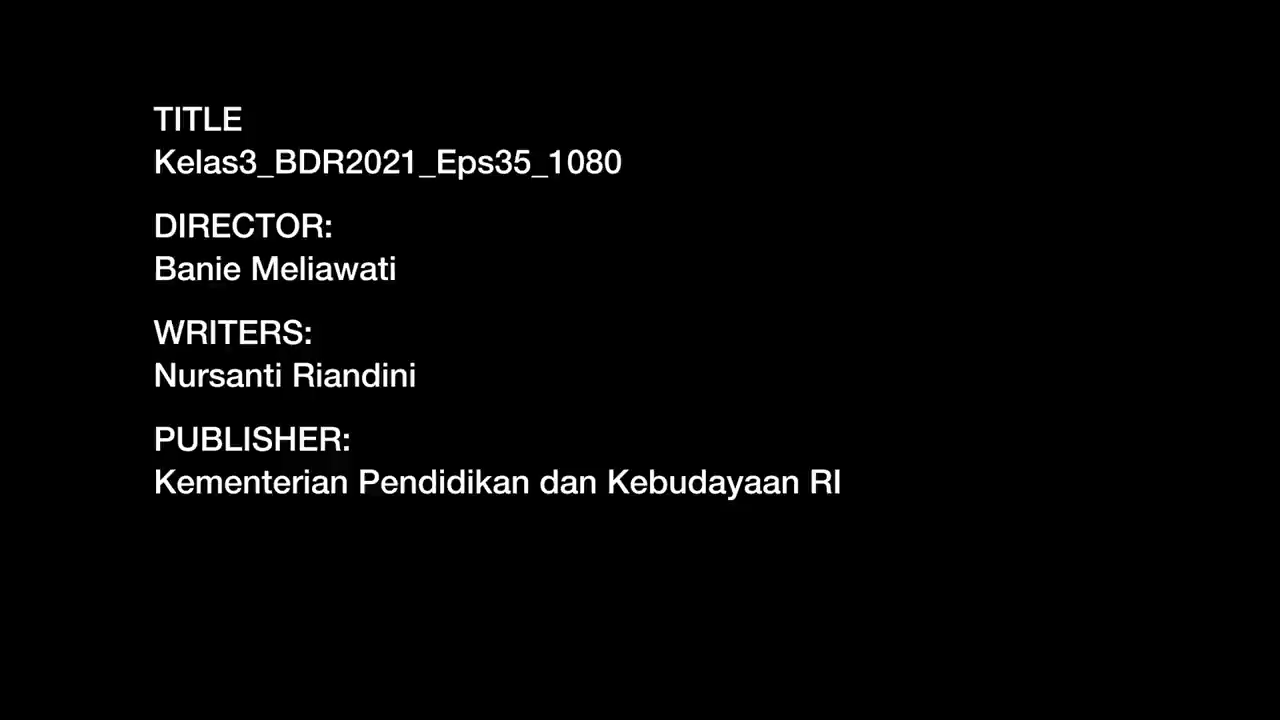 TITLE
Kelas3_BDR2021_Eps35_1080
DIRECTOR:
Banie Meliawati
WRITERS:
Nursanti Riandini
PUBLISHER:
Kementerian Pendidikan dan Kebudayaan RI